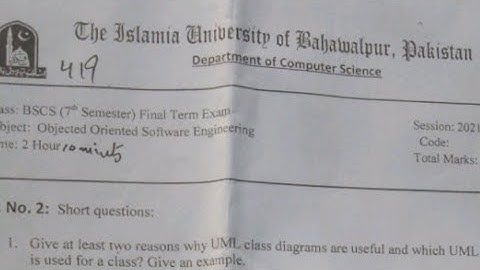 The Islamia University of Bahawalpur, Pakistan
Department of Computer Science
419
ass: BSCS (7th Semester) Final Term Exam
bject: Objected Oriented Software Engineering
me: 2 Hour 10 minuts
Session: 2021
Code:
Total Marks:
. No. 2: Short questions:
1. Give at least two reasons why UML class diagrams are useful and which UML
is used for a class? Give an example.